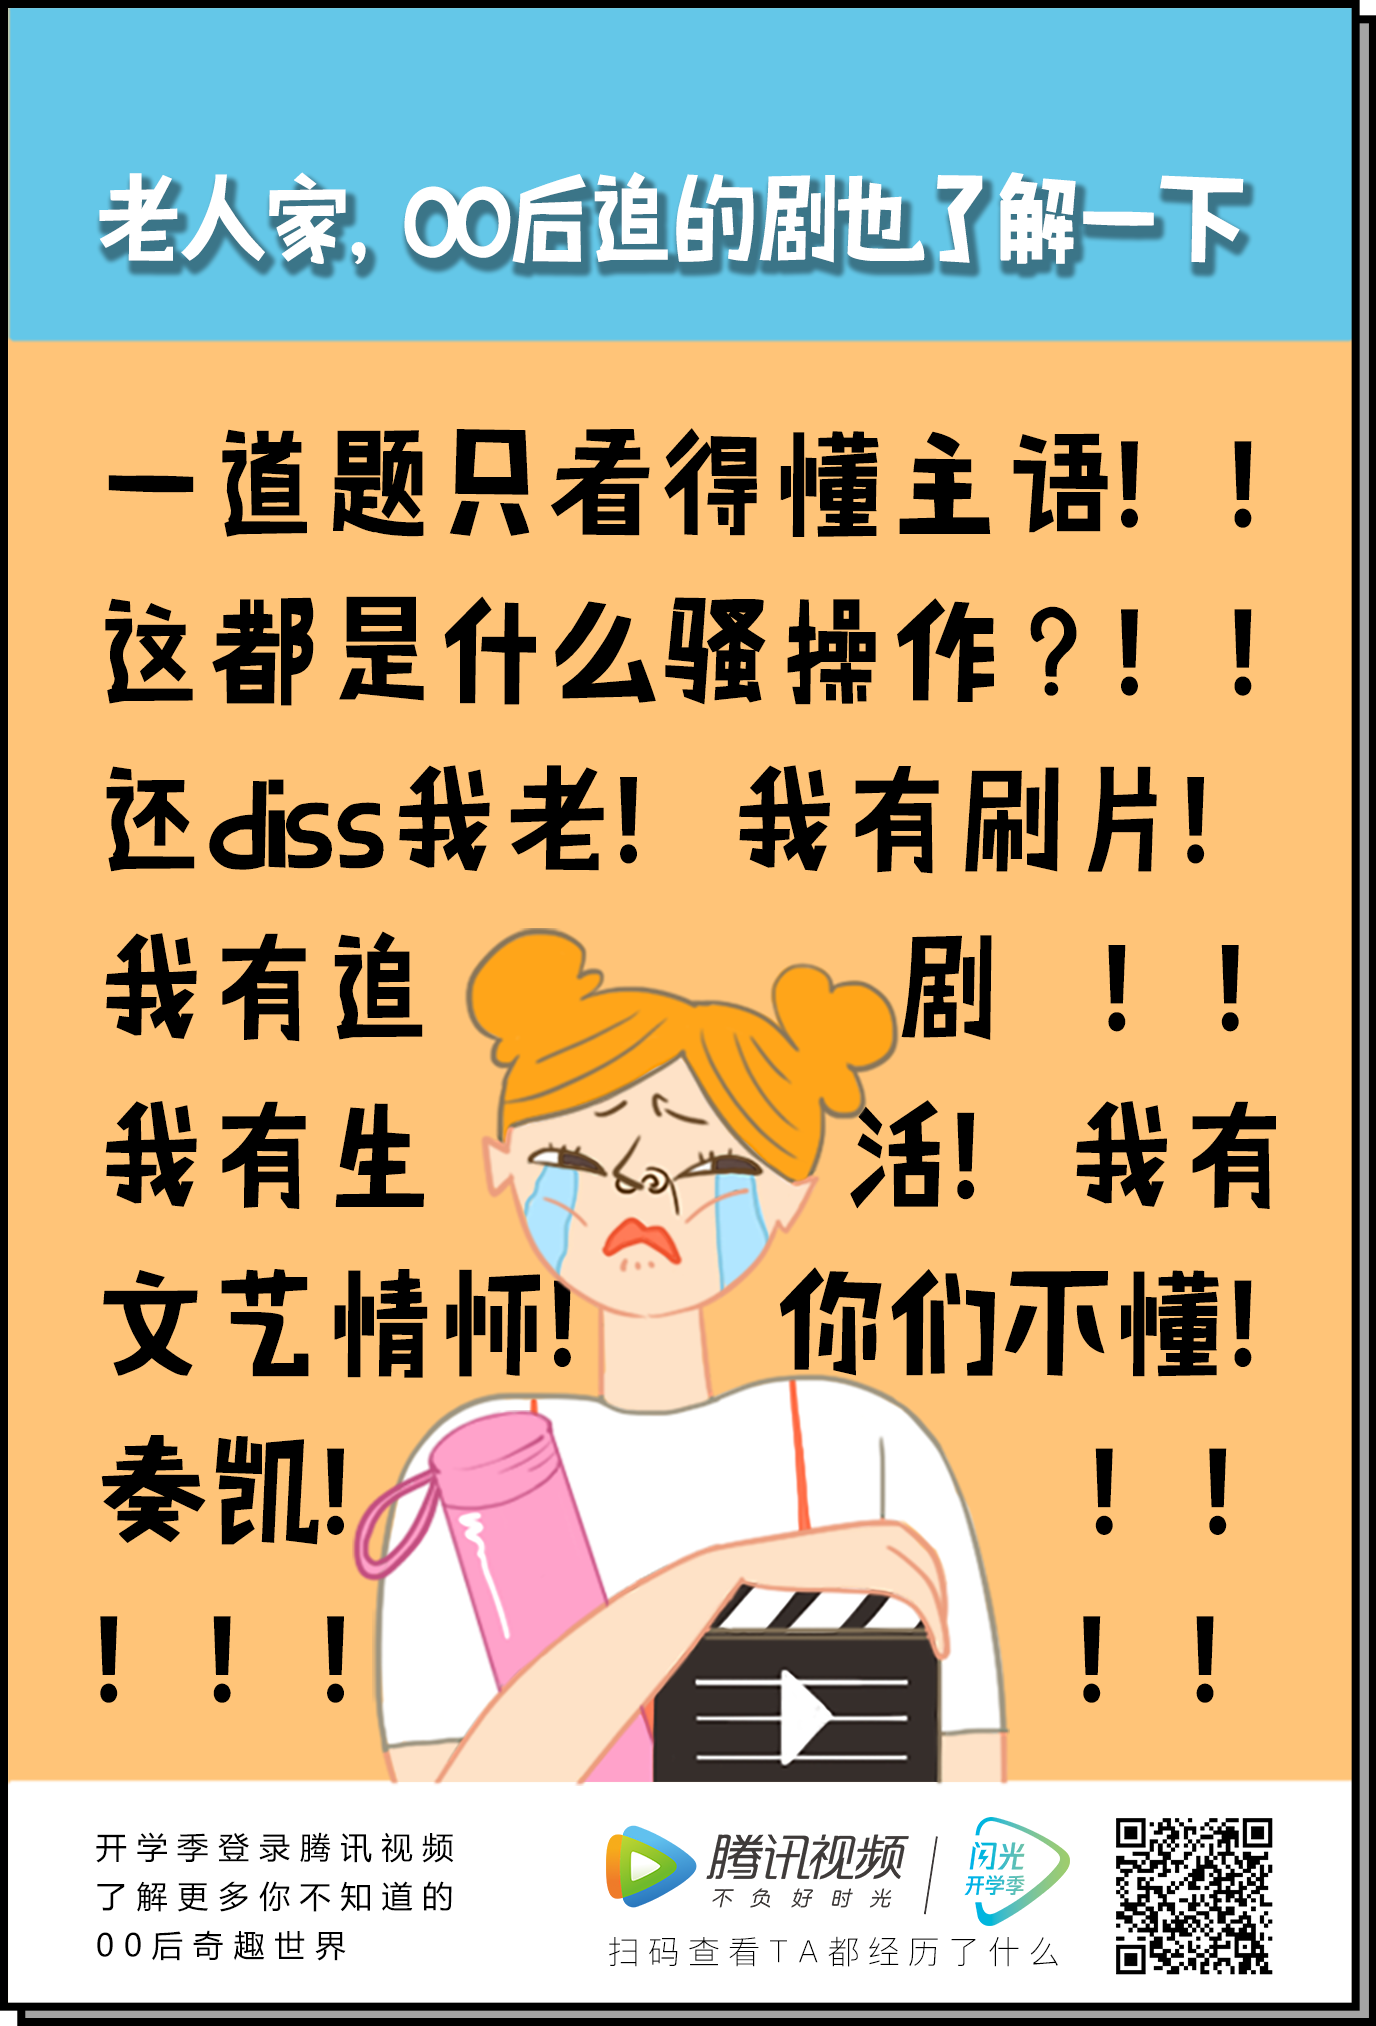 老人家，00后追的剧也了解一下
一道题只看得懂主语！！
这都是什么骚操作？！！
还diss我老！我有刷片！
我有追剧！！
我有生活！我有
文艺情怀！你们不懂！
奏凯！！！
！！！！！
开学季登录腾讯视频
了解更多你不知道的
00后奇趣世界
腾讯视频
不负好时光
闪光
开学季
扫码查看TA都经历了什么